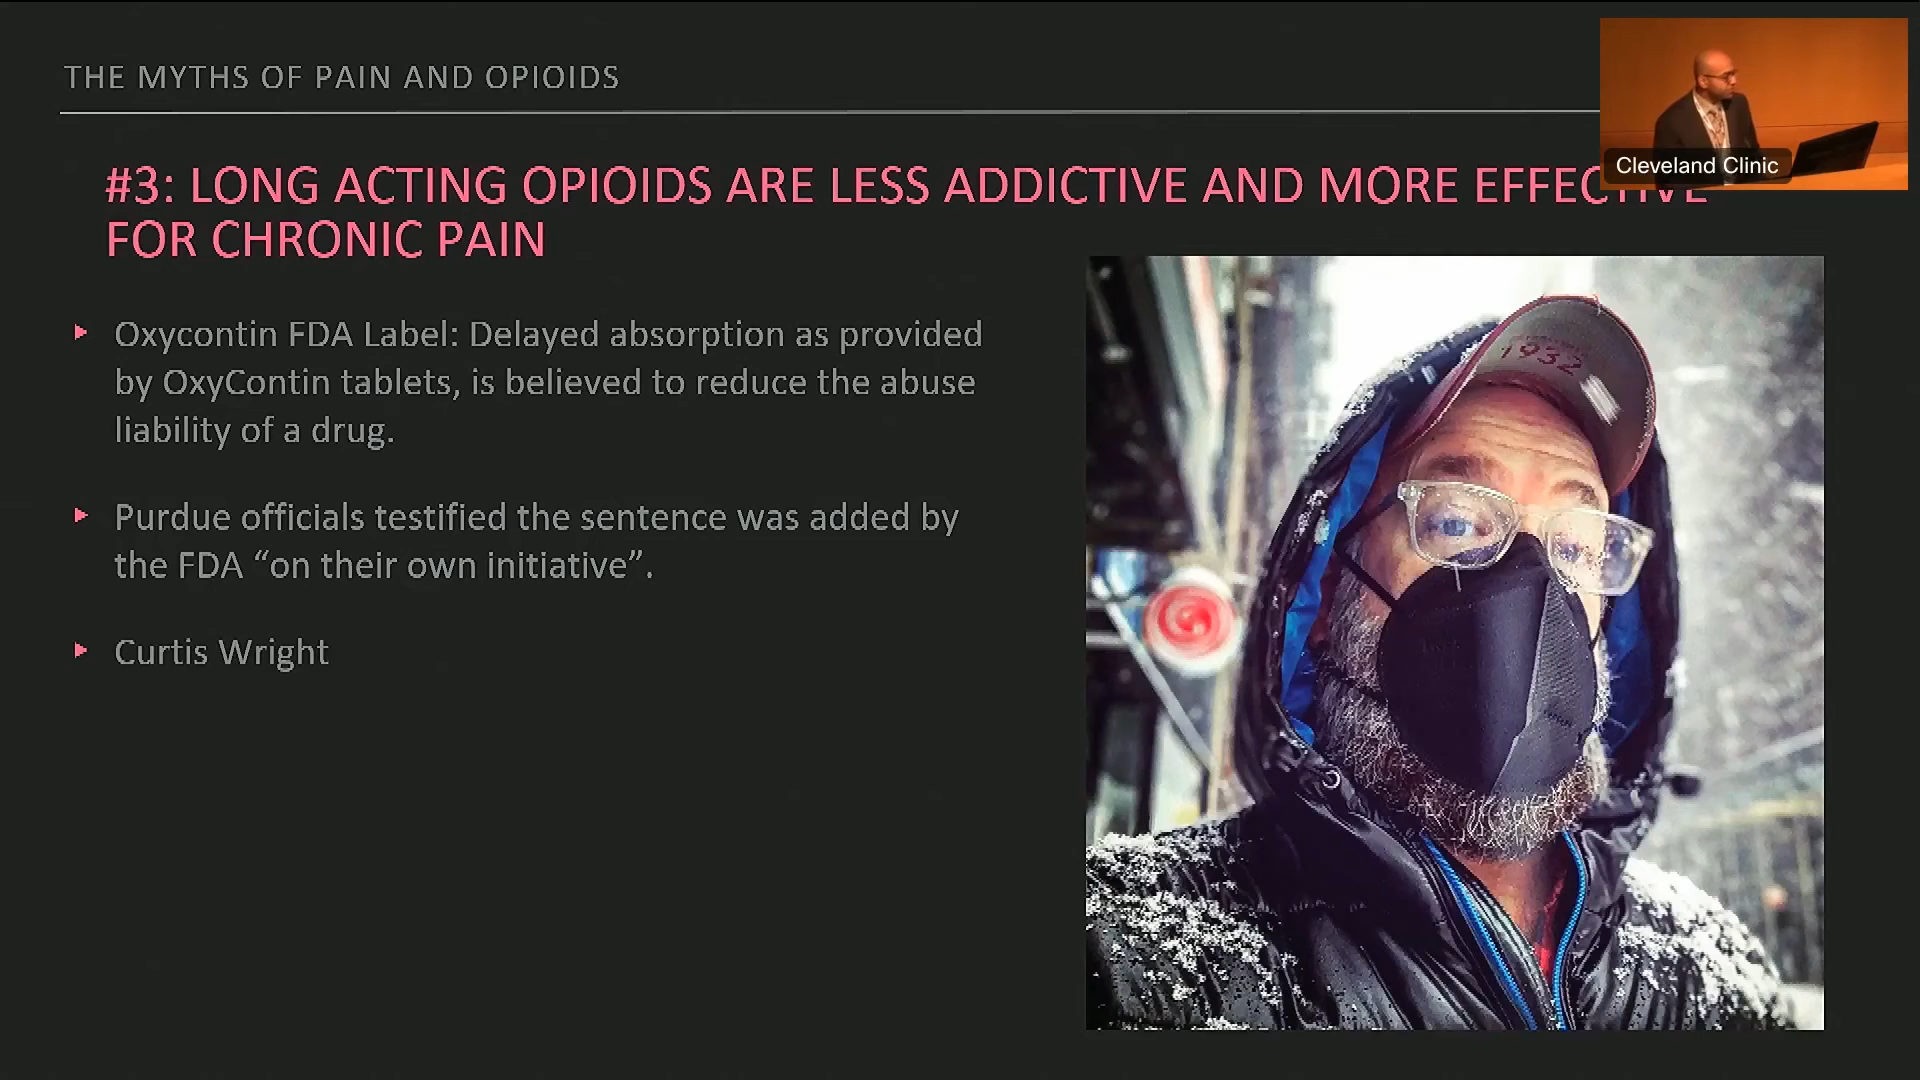 THE MYTHS OF PAIN AND OPIOIDS
Cleveland Clinic
#3: LONG ACTING OPIOIDS ARE LESS ADDICTIVE AND MORE EFFECTIVE
FOR CHRONIC PAIN
Oxycontin FDA Label: Delayed absorption as provided
by OxyContin tablets, is believed to reduce the abuse
liability of a drug.
Purdue officials testified the sentence was added by
the FDA “on their own initiative”.
Curtis Wright
1932